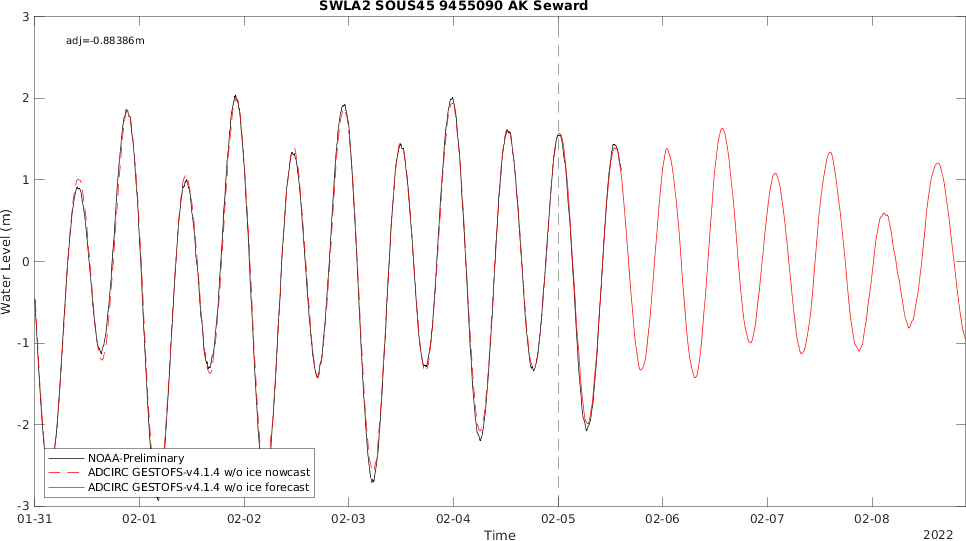 SWLA2 SOUS45 9455090 AK Seward
adj=-0.88386m
3
2
1
0
-1
-2
-3
Water Level (m)
NOAA-Preliminary
ADCIRC GESTOFS-v4.1.4 w/o ice nowcast
ADCIRC GESTOFS-v4.1.4 w/o ice forecast
01-31 02-01 02-02 02-03 02-04 02-05 02-06 02-07 02-08
Time
2022